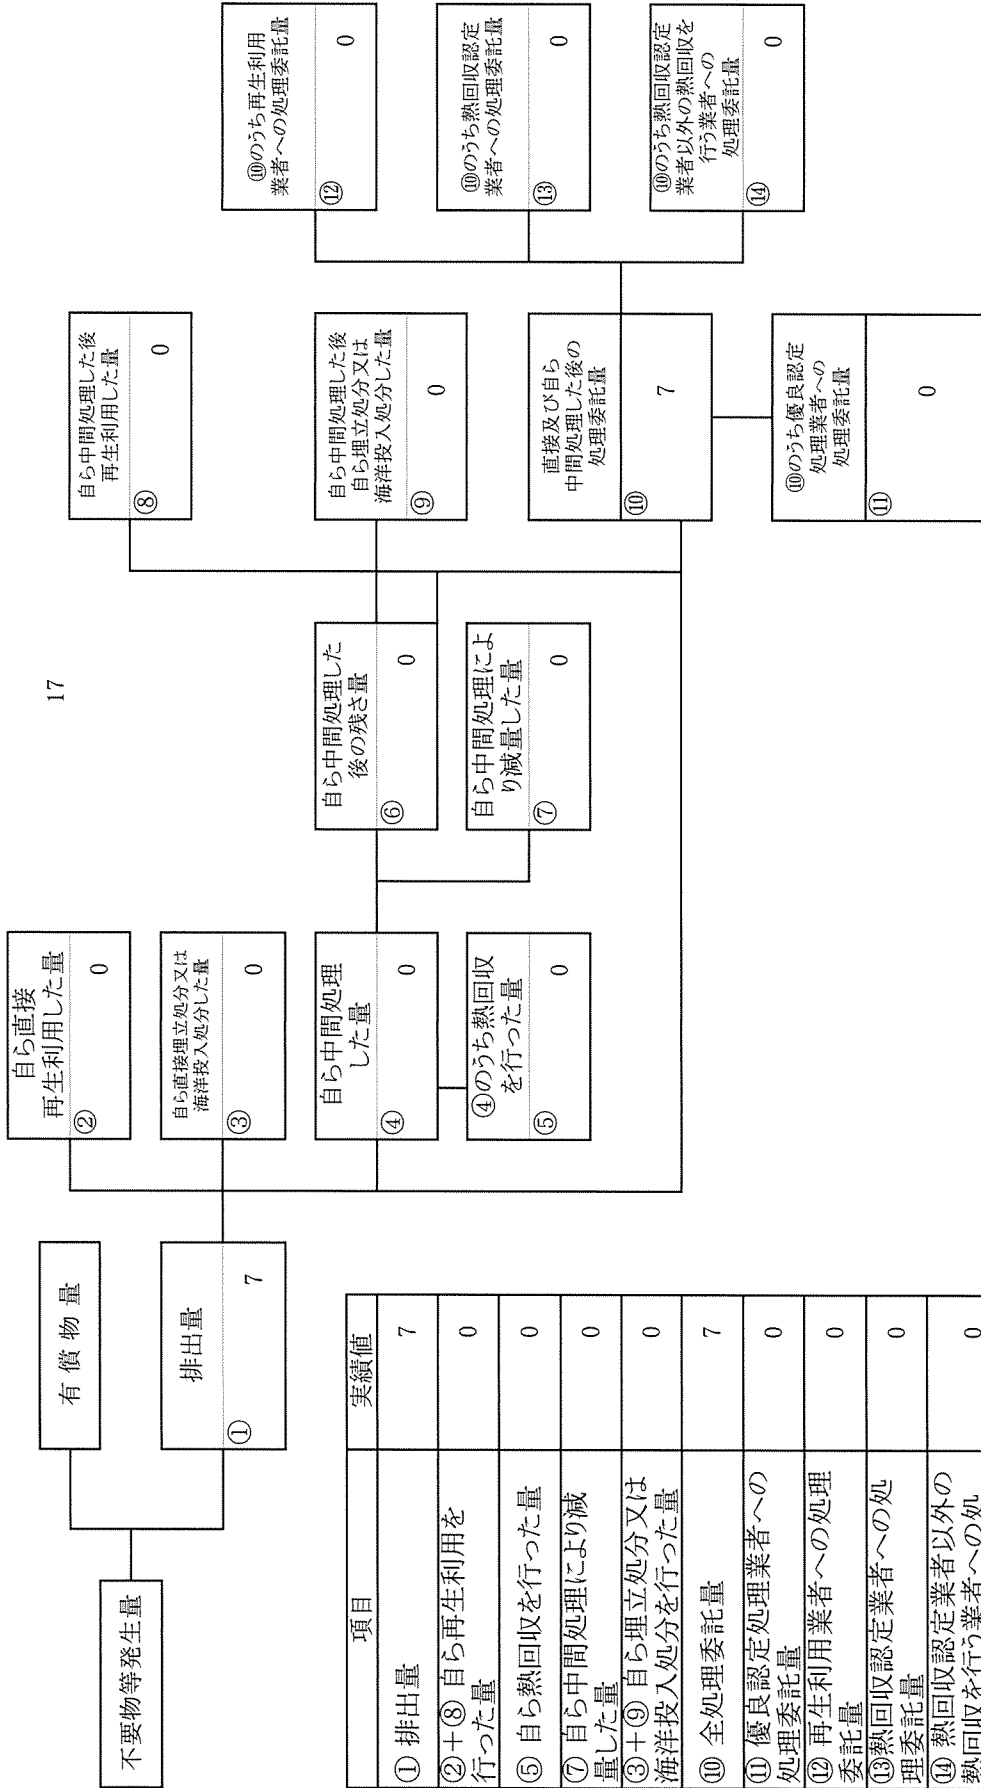 17
不要物等発生量
有償物量
排出量
① 7
自ら直接
再生利用した量
② 0
自ら直接埋立処分又は
海洋投入処分した量
③ 0
自ら中間処理
した量
④ 0
④のうち熱回収
を行った量
⑤ 0
自ら中間処理した
後の残さ量
⑥ 0
自ら中間処理によ
り減量した量
⑦ 0
自ら中間処理した後
再生利用した量
⑧ 0
自ら中間処理した後
自ら埋立処分又は
海洋投入処分した量
⑨ 0
直接及び自ら
中間処理した後の
処理委託量
⑩ 7
⑩のうち優良認定
処理業者への
処理委託量
⑪ 0
⑩のうち再生利用
業者への処理委託量
⑫ 0
⑩のうち熱回収認定
業者への処理委託量
⑬ 0
⑩のうち熱回収認定
業者以外の熱回収を
行う業者への
処理委託量
⑭ 0
項目 実績値
① 排出量 7
②+⑧ 自ら再生利用を
行った量 0
⑤ 自ら熱回収を行った量 0
⑦ 自ら中間処理により減
量した量 0
③+⑨ 自ら埋立処分又は
海洋投入処分を行った量 0
⑩ 全処理委託量 7
⑪ 優良認定処理業者への
処理委託量 0
⑫ 再生利用業者への処理
委託量 0
⑬熱回収認定業者への処
理委託量 0
⑭ 熱回収認定業者以外の
熱回収を行う業者への処 0